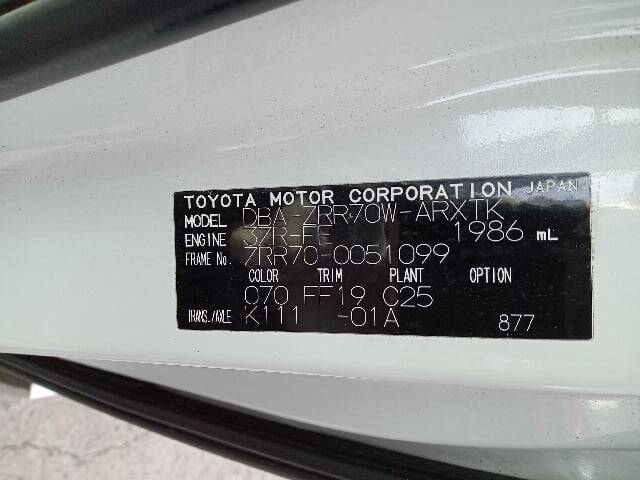 TOYOTA MOTOR CORPORATION JAPAN
MODEL DBA-ZRR70W-ARXTK
ENGINE 3ZR-FE 1986 mL
FRAME No. ZRR70-0051099
COLOR TRIM PLANT OPTION
070 FF19 C25
TRANS./AXLE K111 -01A 877